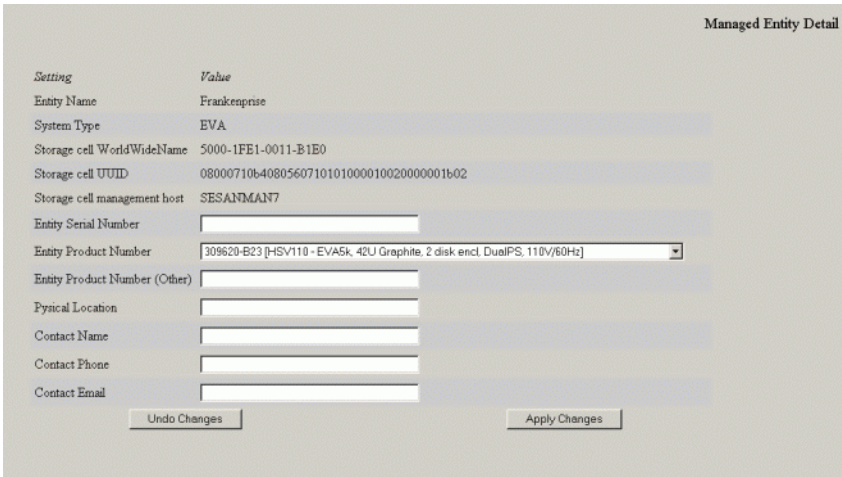 Managed Entity Detail
Setting Value
Entity Name Frankenprise
System Type EVA
Storage cell WorldWideName 5000-1FE1-0011-B1E0
Storage cell UUID 08000710b4080560710101000010020000001b02
Storage cell management host SESANMAN7
Entity Serial Number
Entity Product Number 309620-B23 [HSV110 - EVA5k, 42U Graphite, 2 disk encl, DualPS, 110V/60Hz]
Entity Product Number (Other)
Pysical Location
Contact Name
Contact Phone
Contact Email
Undo Changes Apply Changes